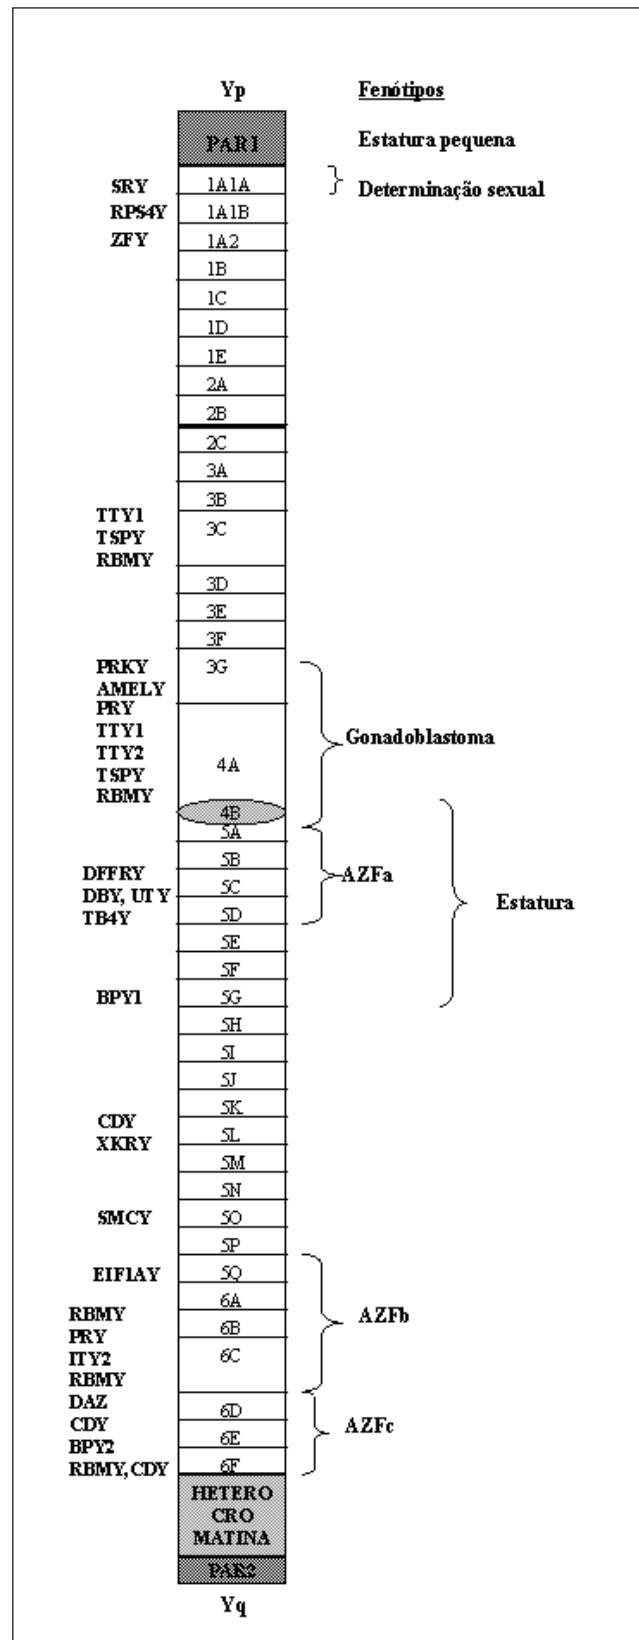 Yp Fenótipos
PAR1 Estatura pequena
SRY 1A1A Determinação sexual
RPS4Y 1A1B
ZFY 1A2
1B
1C
1D
1E
2A
2B
2C
3A
3B
TTY1 3C
TSPY
RBMY
3D
3E
3F
PRKY 3G
AMELY
PRY
TTY1 Gonadoblastoma
TTY2 4A
TSPY
RBMY
4B
5A
5B
DFFRY 5C AZFa
DBY, UTY
TB4Y 5D Estatura
5E
5F
BPY1 5G
5H
5I
5J
5K
CDY
XKRY 5L
5M
5N
SMCY 5O
5P
EIF1AY 5Q
6A
RBMY AZFb
PRY 6B
ITY2 6C
RBMY
DAZ 6D
CDY AZFc
BPY2 6E
RBMY, CDY 6F
HETERO
CRO
MATINA
PAR2
Yq